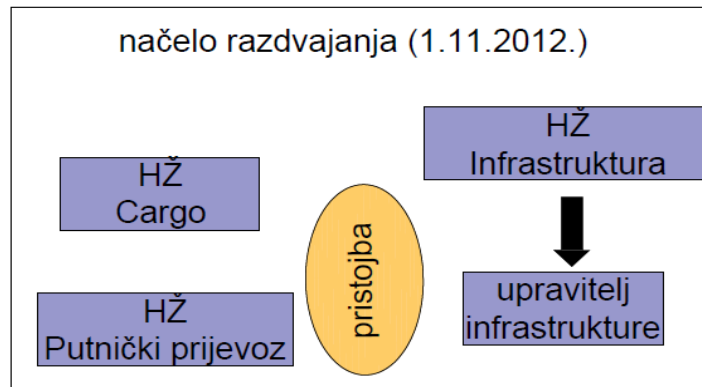 načelo razdvajanja (1.11.2012.)
HŽ
Cargo
HŽ
Putnički prijevoz
pristojba
HŽ
Infrastruktura
upravitelj
infrastrukture